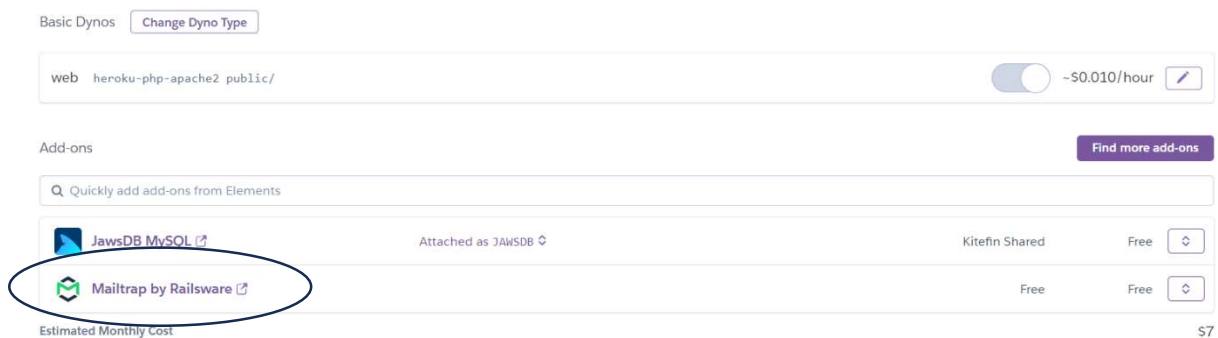 Basic Dynos Change Dyno Type
web heroku-php-apache2 public/ ~$0.010/hour
Add-ons Find more add-ons
Quickly add add-ons from Elements
JawsDB MySQL Attached as JAWSDB Kitefin Shared Free
Mailtrap by Railsware Free Free
Estimated Monthly Cost $7